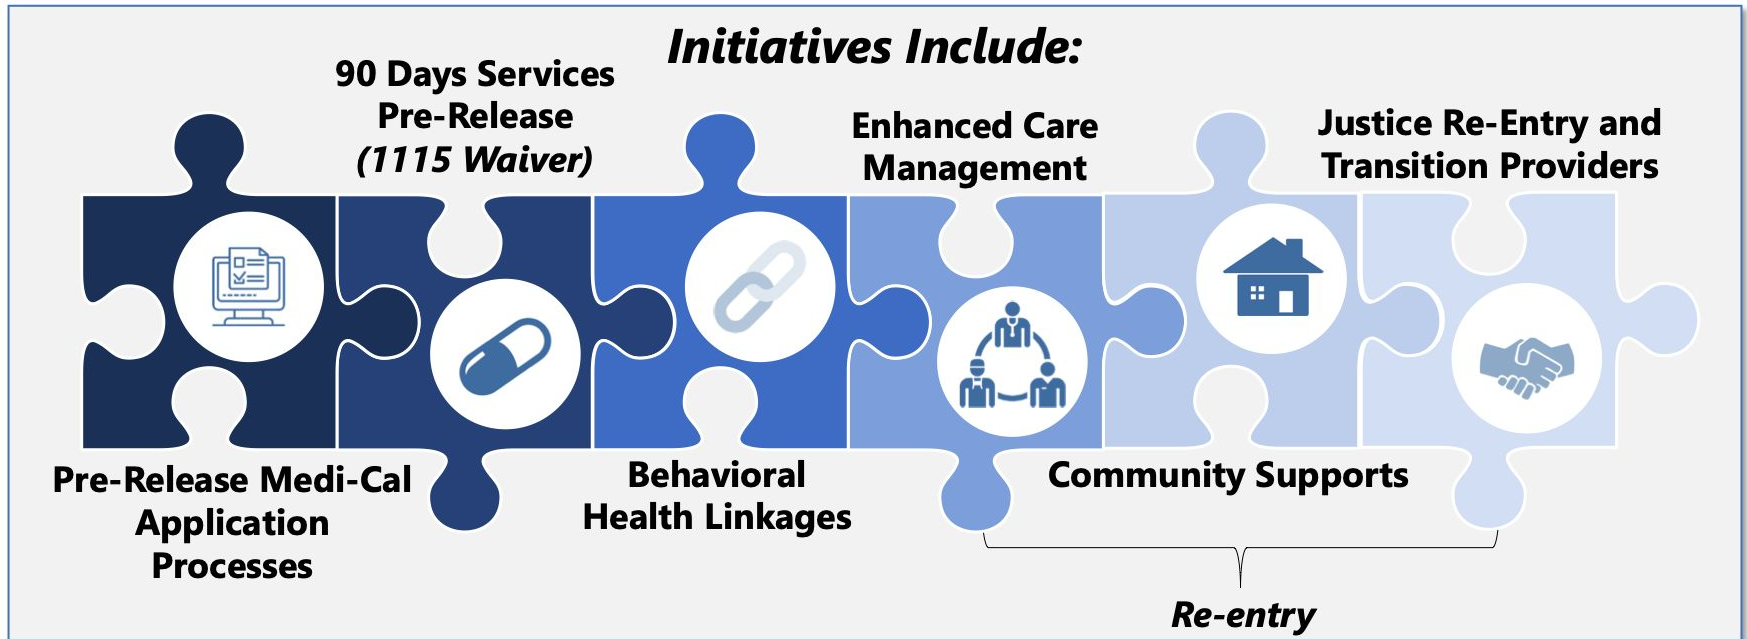 Initiatives Include:
90 Days Services
Pre-Release
(1115 Waiver)
Enhanced Care
Management
Justice Re-Entry and
Transition Providers
Pre-Release Medi-Cal
Application
Processes
Behavioral
Health Linkages
Community Supports
Re-entry